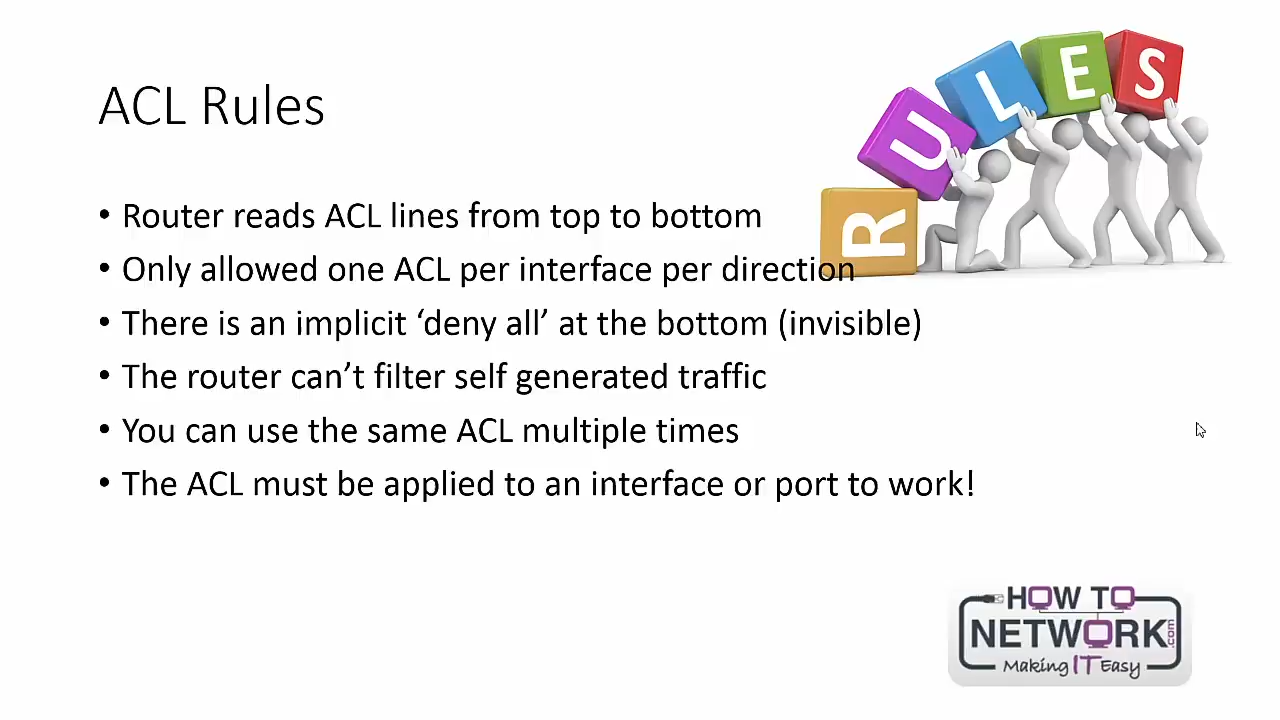 RULES
ACL Rules
• Router reads ACL lines from top to bottom
• Only allowed one ACL per interface per direction
• There is an implicit ‘deny all’ at the bottom (invisible)
• The router can’t filter self generated traffic
• You can use the same ACL multiple times
• The ACL must be applied to an interface or port to work!
HOW TO
NETWORK.com
Making IT Easy